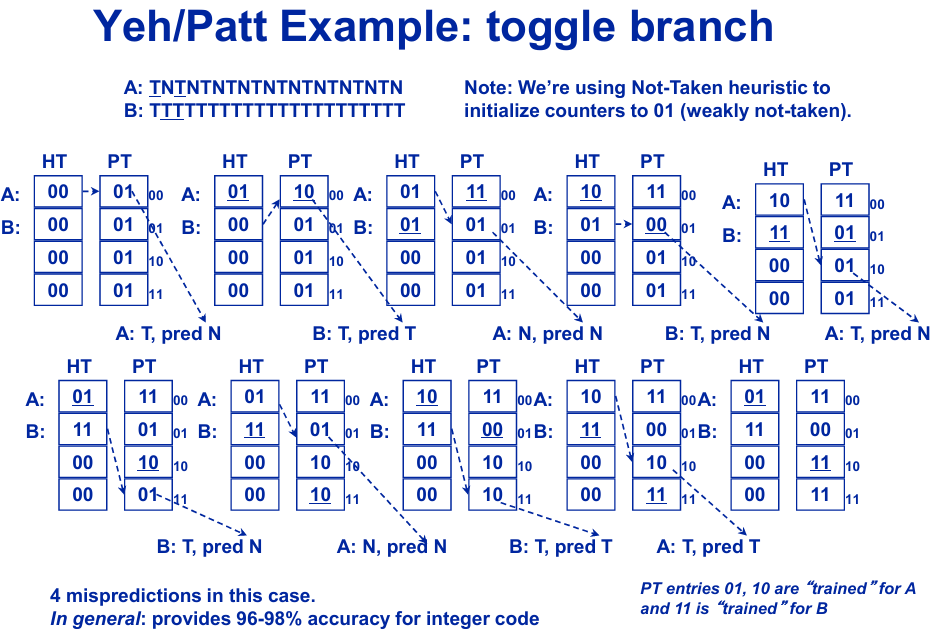 Yeh/Patt Example: toggle branch
A: TNTNTNTNTNTNTNTNTNTN
B: TTTTTTTTTTTTTTTTTTTT
Note: We're using Not-Taken heuristic to
initialize counters to 01 (weakly not-taken).
HT PT HT PT HT PT HT PT HT PT
A: 00 01 00 A: 01 10 00 A: 01 11 00 A: 10 11 00 A: 10 11 00
B: 00 01 01 B: 00 01 01 B: 01 01 01 B: 01 00 01 B: 11 01 01
00 01 10 00 01 10 00 01 10 00 01 10 00 01 10
00 01 11 00 01 11 00 01 11 00 01 11 00 01 11
A: T, pred N B: T, pred T A: N, pred N B: T, pred N A: T, pred N
HT PT HT PT HT PT HT PT HT PT
A: 01 11 00 A: 01 11 00 A: 10 11 00 A: 10 11 00 A: 01 11 00
B: 11 01 01 B: 11 01 01 B: 11 00 01 B: 11 00 01 B: 11 00 01
00 10 10 00 10 10 00 10 10 00 10 10 00 11 10
00 01 11 00 10 11 00 10 11 00 11 11 00 11 11
B: T, pred N A: N, pred N B: T, pred T A: T, pred T
4 mispredictions in this case.
In general: provides 96-98% accuracy for integer code
PT entries 01, 10 are “trained” for A
and 11 is “trained” for B